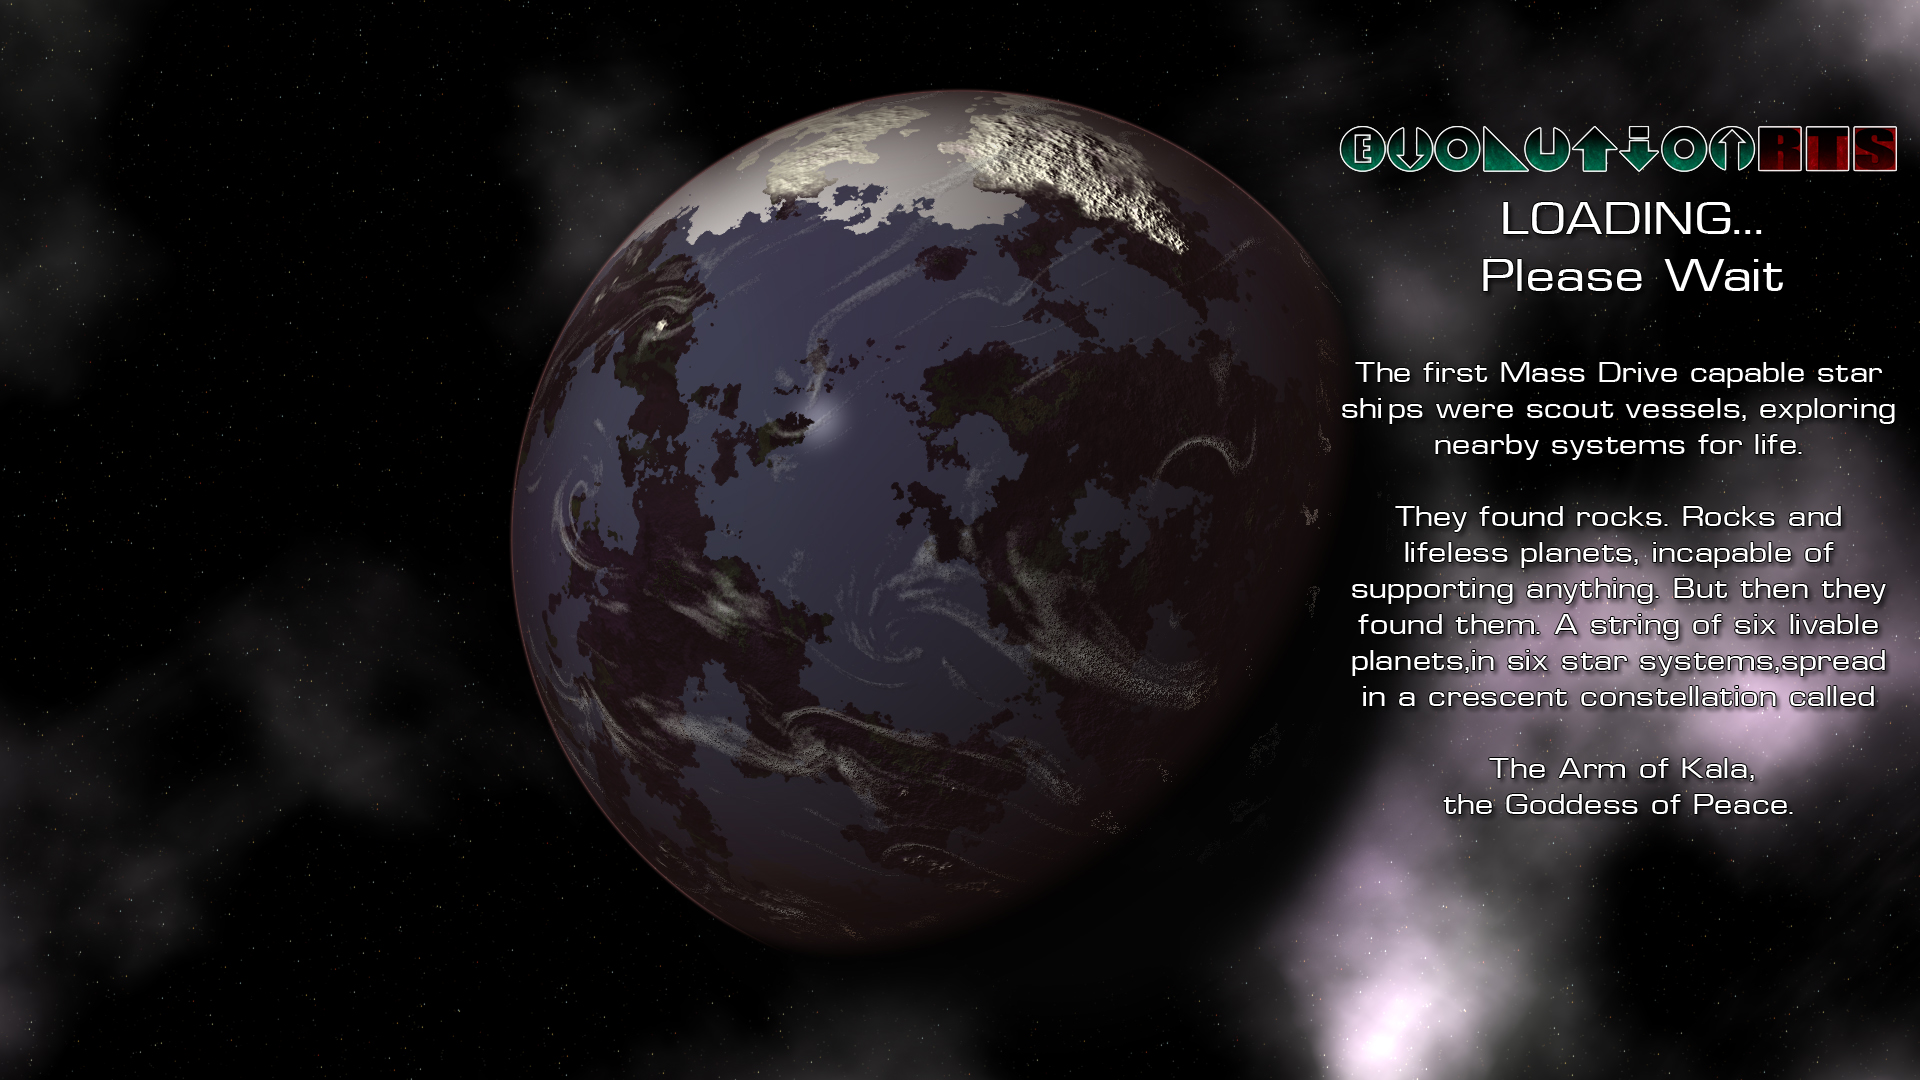 EVOLUTION RTS
LOADING...
Please Wait
The first Mass Drive capable star
ships were scout vessels, exploring
nearby systems for life.
They found rocks. Rocks and
lifeless planets, incapable of
supporting anything. But then they
found them. A string of six livable
planets,in six star systems,spread
in a crescent constellation called
The Arm of Kala,
the Goddess of Peace.